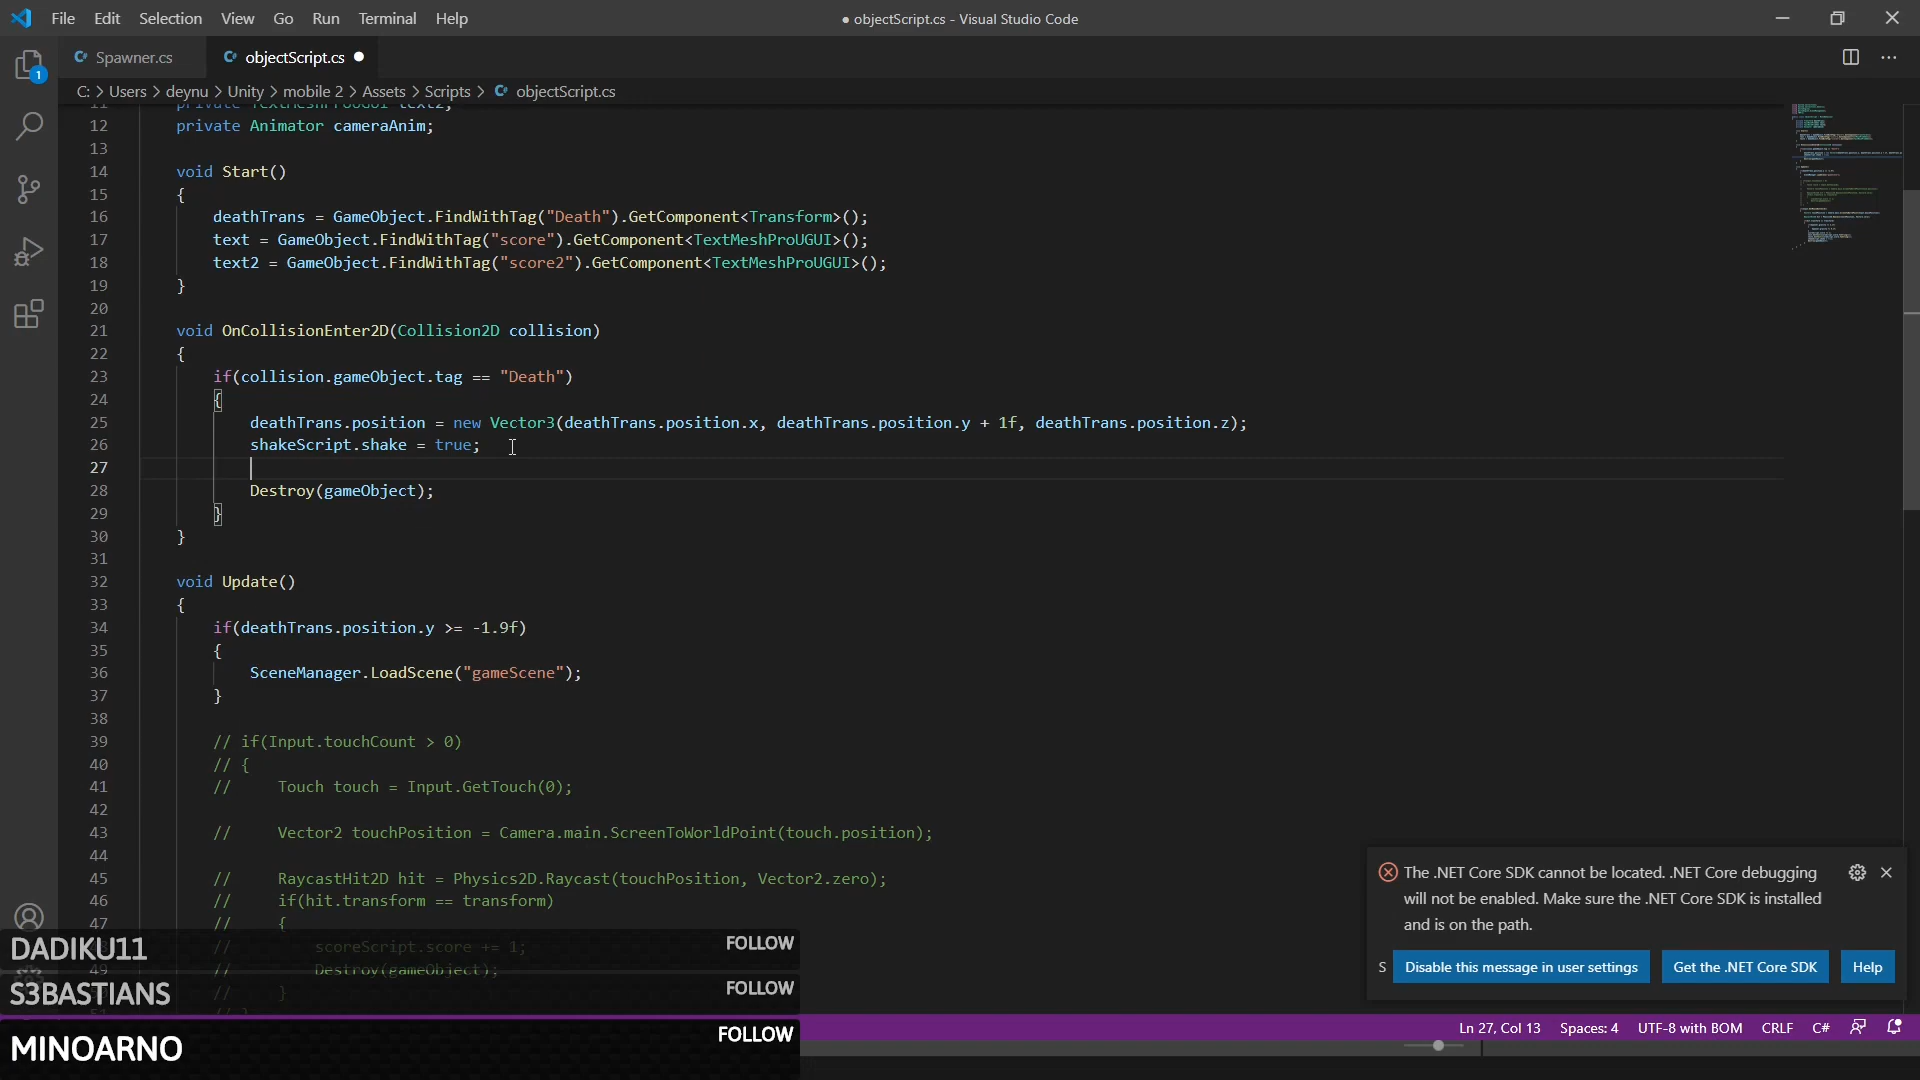 File Edit Selection View Go Run Terminal Help
● objectScript.cs - Visual Studio Code
Spawner.cs
objectScript.cs
1
C: > Users > deynu > Unity > mobile 2 > Assets > Scripts > objectScript.cs
11 private TextMeshProUGUI text2;
12 private Animator cameraAnim;
13
14 void Start()
15 {
16 deathTrans = GameObject.FindWithTag("Death").GetComponent<Transform>();
17 text = GameObject.FindWithTag("score").GetComponent<TextMeshProUGUI>();
18 text2 = GameObject.FindWithTag("score2").GetComponent<TextMeshProUGUI>();
19 }
20
21 void OnCollisionEnter2D(Collision2D collision)
22 {
23 if(collision.gameObject.tag == "Death")
24 {
25 deathTrans.position = new Vector3(deathTrans.position.x, deathTrans.position.y + 1f, deathTrans.position.z);
26 shakeScript.shake = true;
27
28 Destroy(gameObject);
29 }
30 }
31
32 void Update()
33 {
34 if(deathTrans.position.y >= -1.9f)
35 {
36 SceneManager.LoadScene("gameScene");
37 }
38
39 // if(Input.touchCount > 0)
40 // {
41 // Touch touch = Input.GetTouch(0);
42
43 // Vector2 touchPosition = Camera.main.ScreenToWorldPoint(touch.position);
44
45 // RaycastHit2D hit = Physics2D.Raycast(touchPosition, Vector2.zero);
46 // if(hit.transform == transform)
47 // {
48 // scoreScript.score += 1;
49 // Destroy(gameObject);
// }
The .NET Core SDK cannot be located. .NET Core debugging
will not be enabled. Make sure the .NET Core SDK is installed
and is on the path.
S Disable this message in user settings Get the .NET Core SDK Help
DADIKU11 FOLLOW
S3BASTIANS FOLLOW
MINOARNO FOLLOW
Ln 27, Col 13 Spaces: 4 UTF-8 with BOM CRLF C#